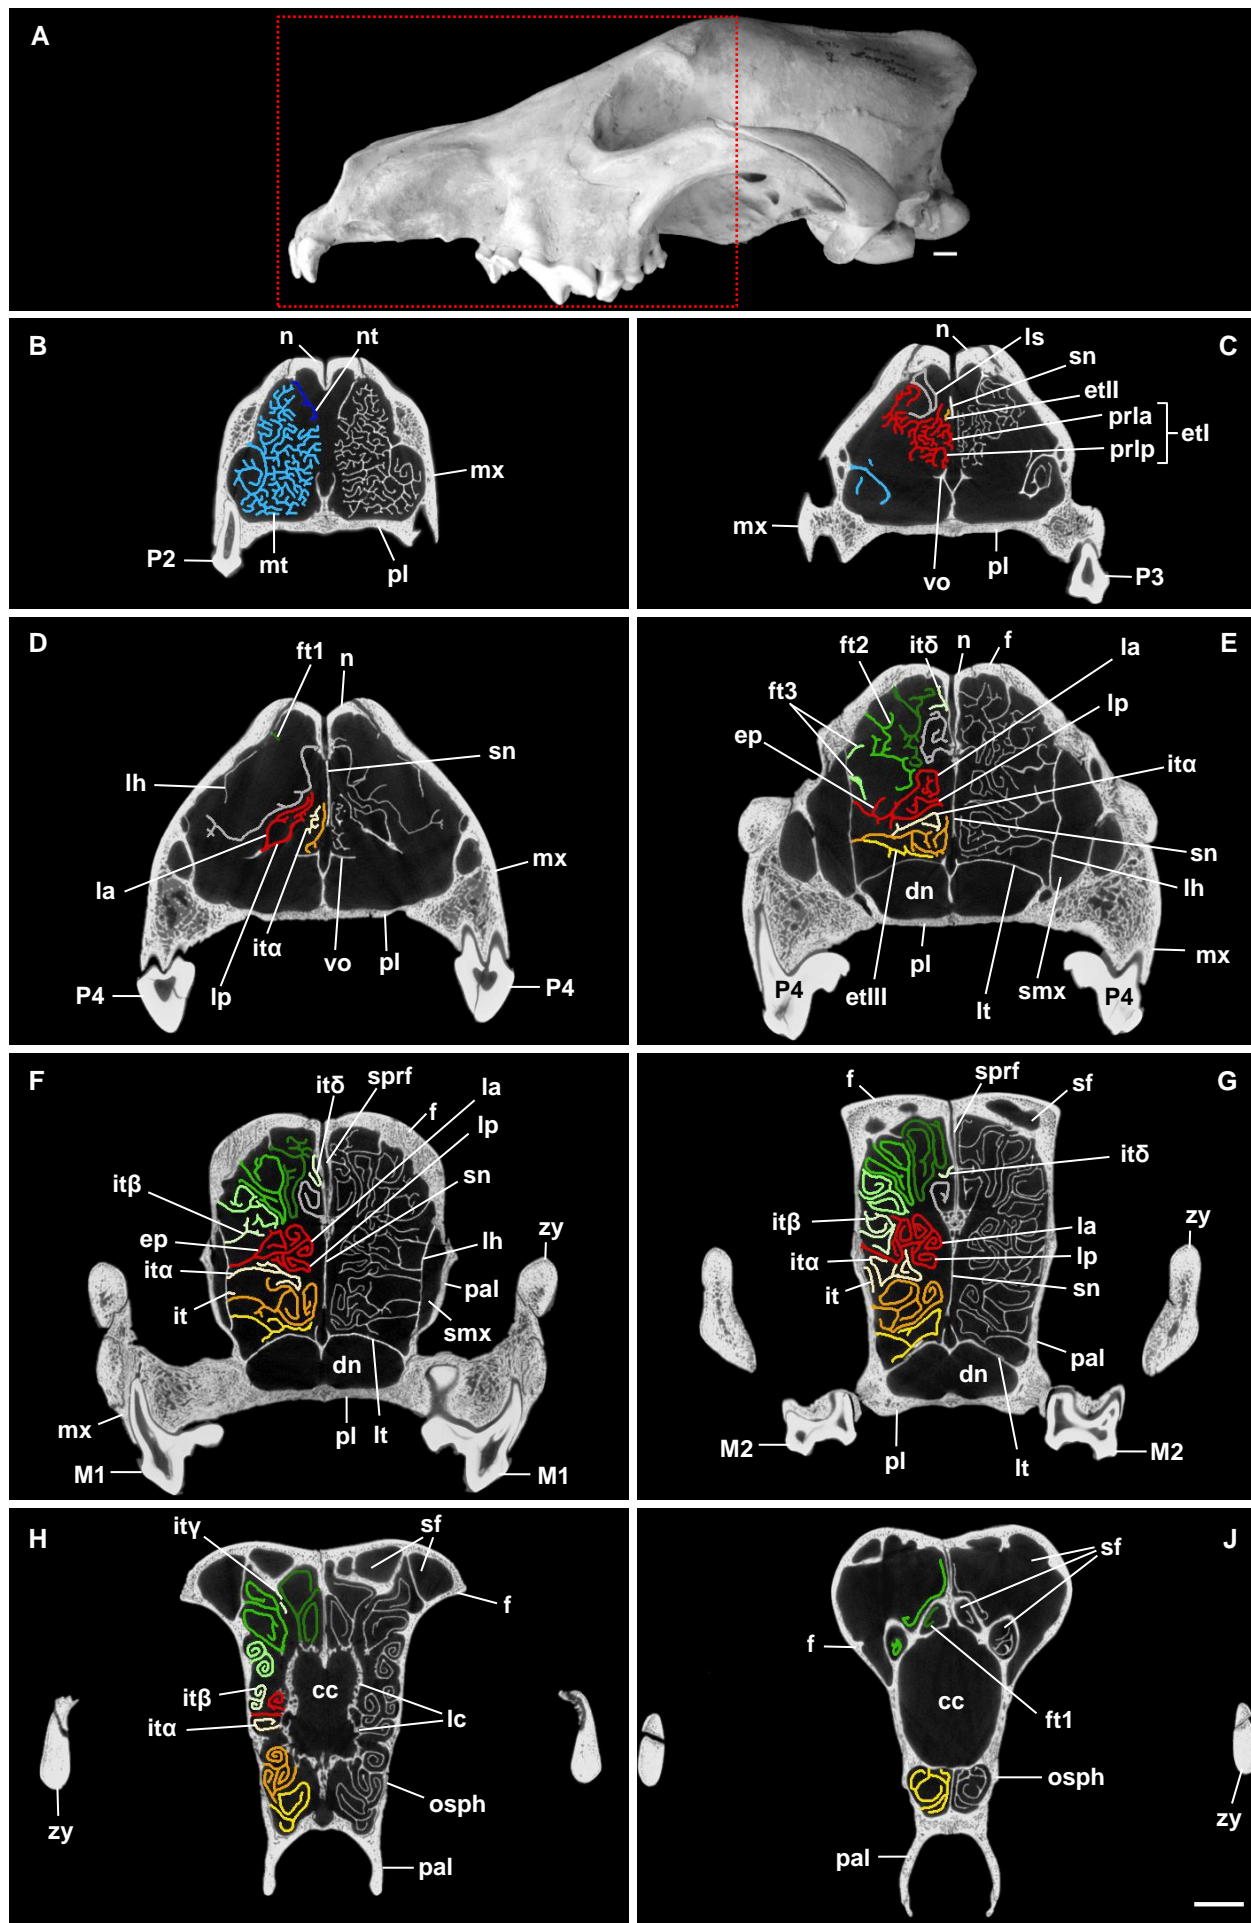 A
B
n
nt
mx
P2
mt
pl
C
n
ls
sn
etII
prIa
etI
prIp
mx
vo
pl
P3
D
ft1
n
sn
lh
mx
la
itα
vo
pl
P4
lp
P4
E
ft2
itδ
n
f
la
ft3
lp
ep
itα
sn
dn
lh
pl
mx
P4
etIII
lt
smx
P4
F
itδ
sprf
la
f
lp
sn
itβ
zy
ep
lh
itα
pal
it
smx
dn
mx
pl
lt
M1
M1
G
f
sprf
sf
itδ
itβ
la
zy
itα
lp
it
sn
pal
dn
M2
pl
lt
M2
H
itγ
sf
f
cc
itβ
itα
lc
osph
zy
pal
J
sf
f
cc
ft1
osph
zy
pal